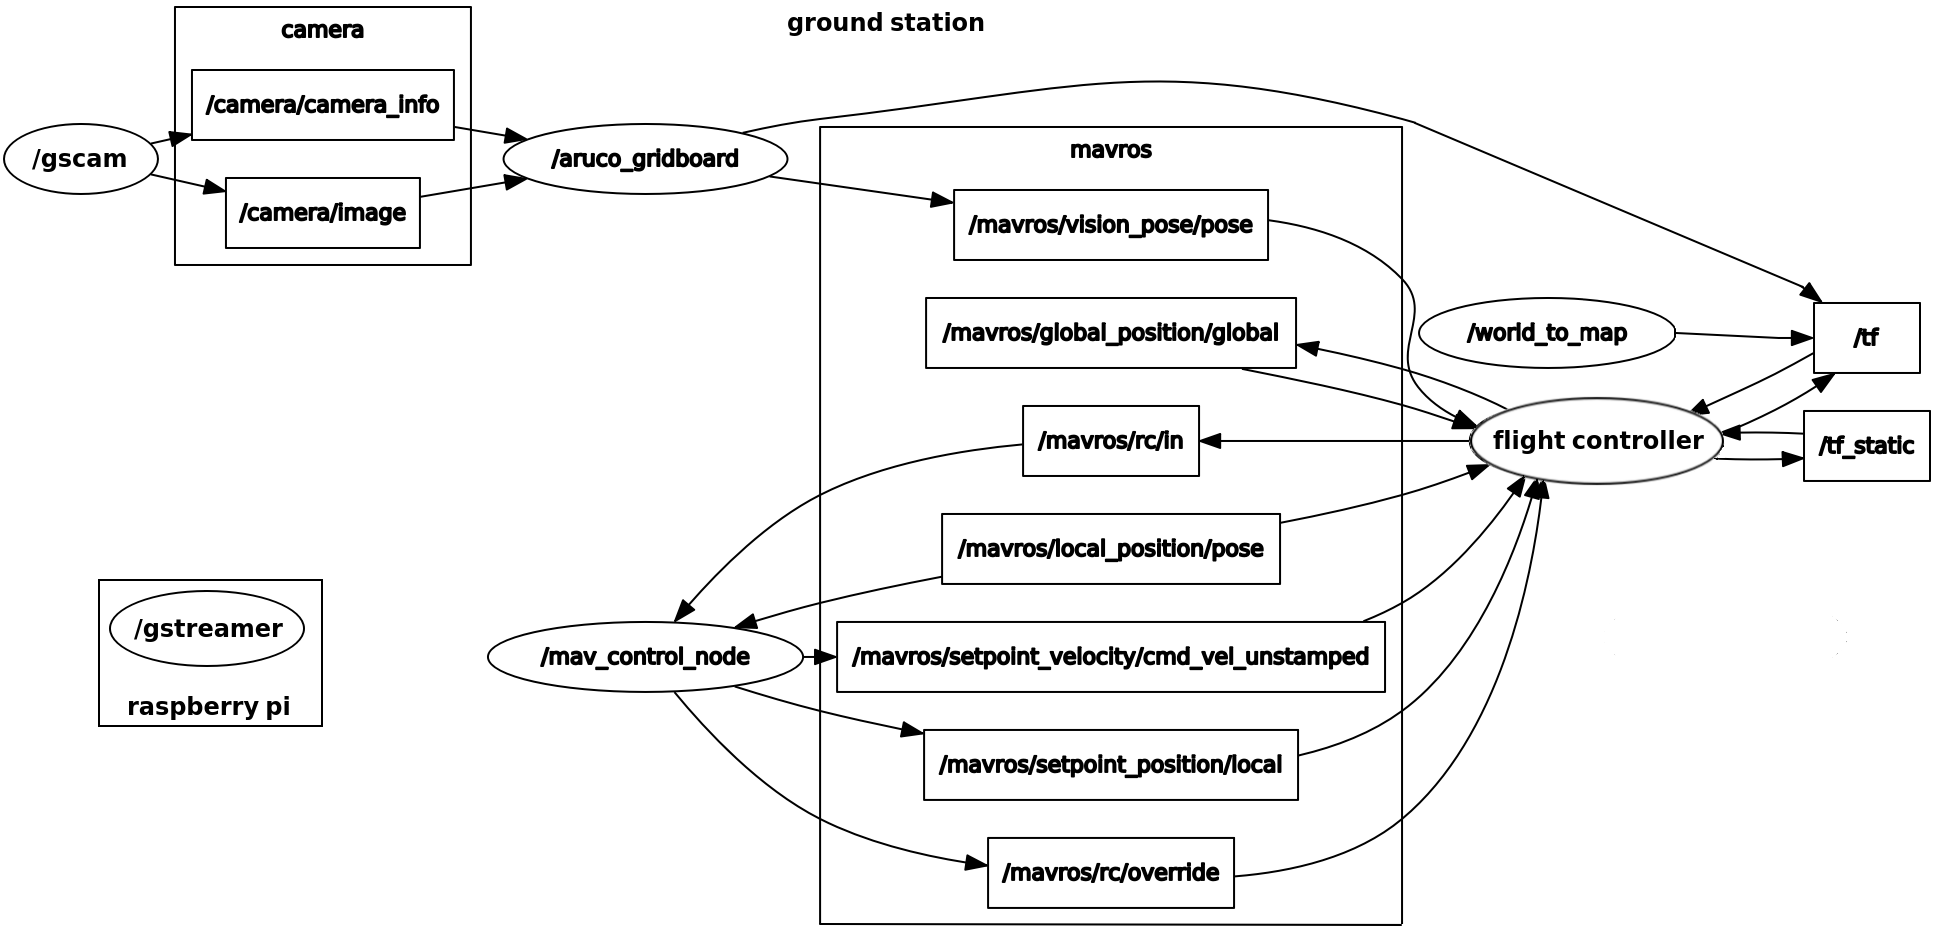 ground station
camera
/camera/camera_info
/gscam
/camera/image
/aruco_gridboard
mavros
/mavros/vision_pose/pose
/mavros/global_position/global
/world_to_map
/tf
/mavros/rc/in
flight controller
/tf_static
/mavros/local_position/pose
/gstreamer
raspberry pi
/mav_control_node
/mavros/setpoint_velocity/cmd_vel_unstamped
/mavros/setpoint_position/local
/mavros/rc/override